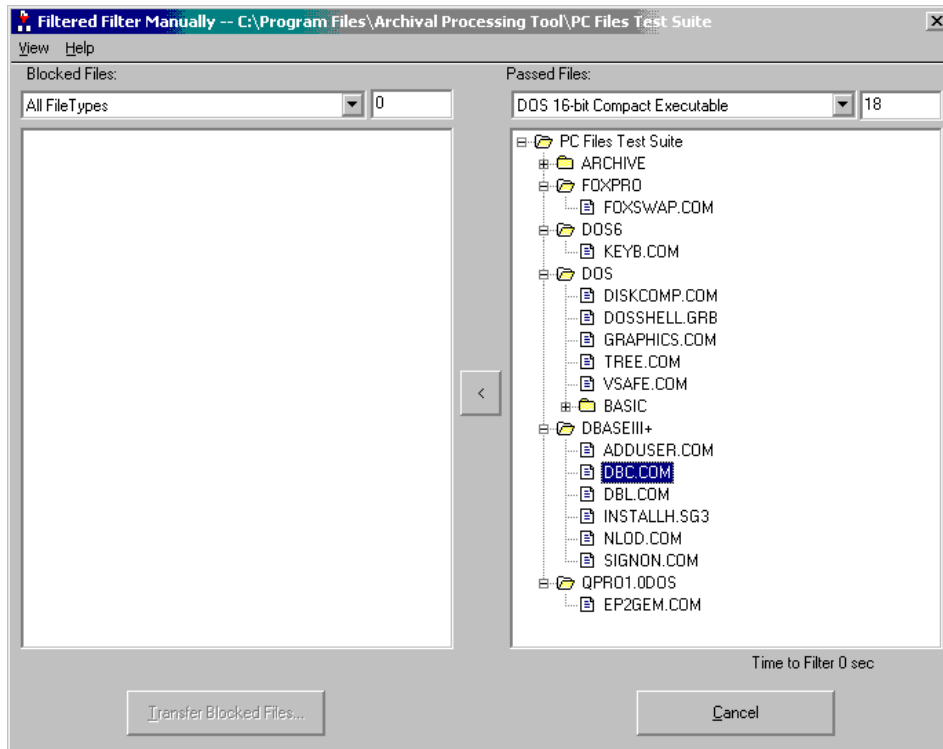 Filtered Filter Manually -- C:\Program Files\Archival Processing Tool\PC Files Test Suite
View Help
Blocked Files:
All FileTypes 0
Passed Files:
DOS 16-bit Compact Executable 18
PC Files Test Suite
ARCHIVE
FOXPRO
FOXSWAP.COM
DOS6
KEYB.COM
DOS
DISKCOMP.COM
DOSSHELL.GRB
GRAPHICS.COM
TREE.COM
VSAFE.COM
BASIC
DBASEIII+
ADDUSER.COM
DBC.COM
DBL.COM
INSTALLH.SG3
NLOD.COM
SIGNON.COM
QPRO1.0DOS
EP2GEM.COM
<
Time to Filter 0 sec
Transfer Blocked Files...
Cancel